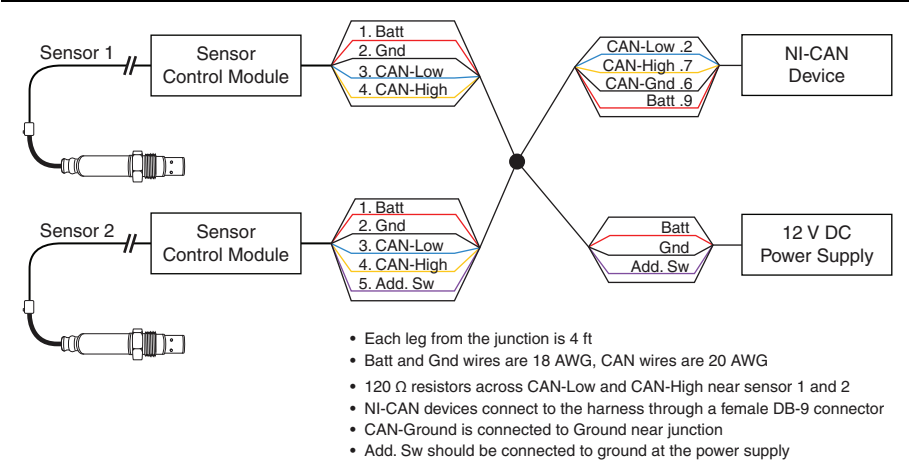 Sensor 1
Sensor
Control Module
1. Batt
2. Gnd
3. CAN-Low
4. CAN-High
CAN-Low .2
CAN-High .7
CAN-Gnd .6
Batt .9
NI-CAN
Device
Sensor 2
Sensor
Control Module
1. Batt
2. Gnd
3. CAN-Low
4. CAN-High
5. Add. Sw
Batt
Gnd
Add. Sw
12 V DC
Power Supply
• Each leg from the junction is 4 ft
• Batt and Gnd wires are 18 AWG, CAN wires are 20 AWG
• 120 Ω resistors across CAN-Low and CAN-High near sensor 1 and 2
• NI-CAN devices connect to the harness through a female DB-9 connector
• CAN-Ground is connected to Ground near junction
• Add. Sw should be connected to ground at the power supply